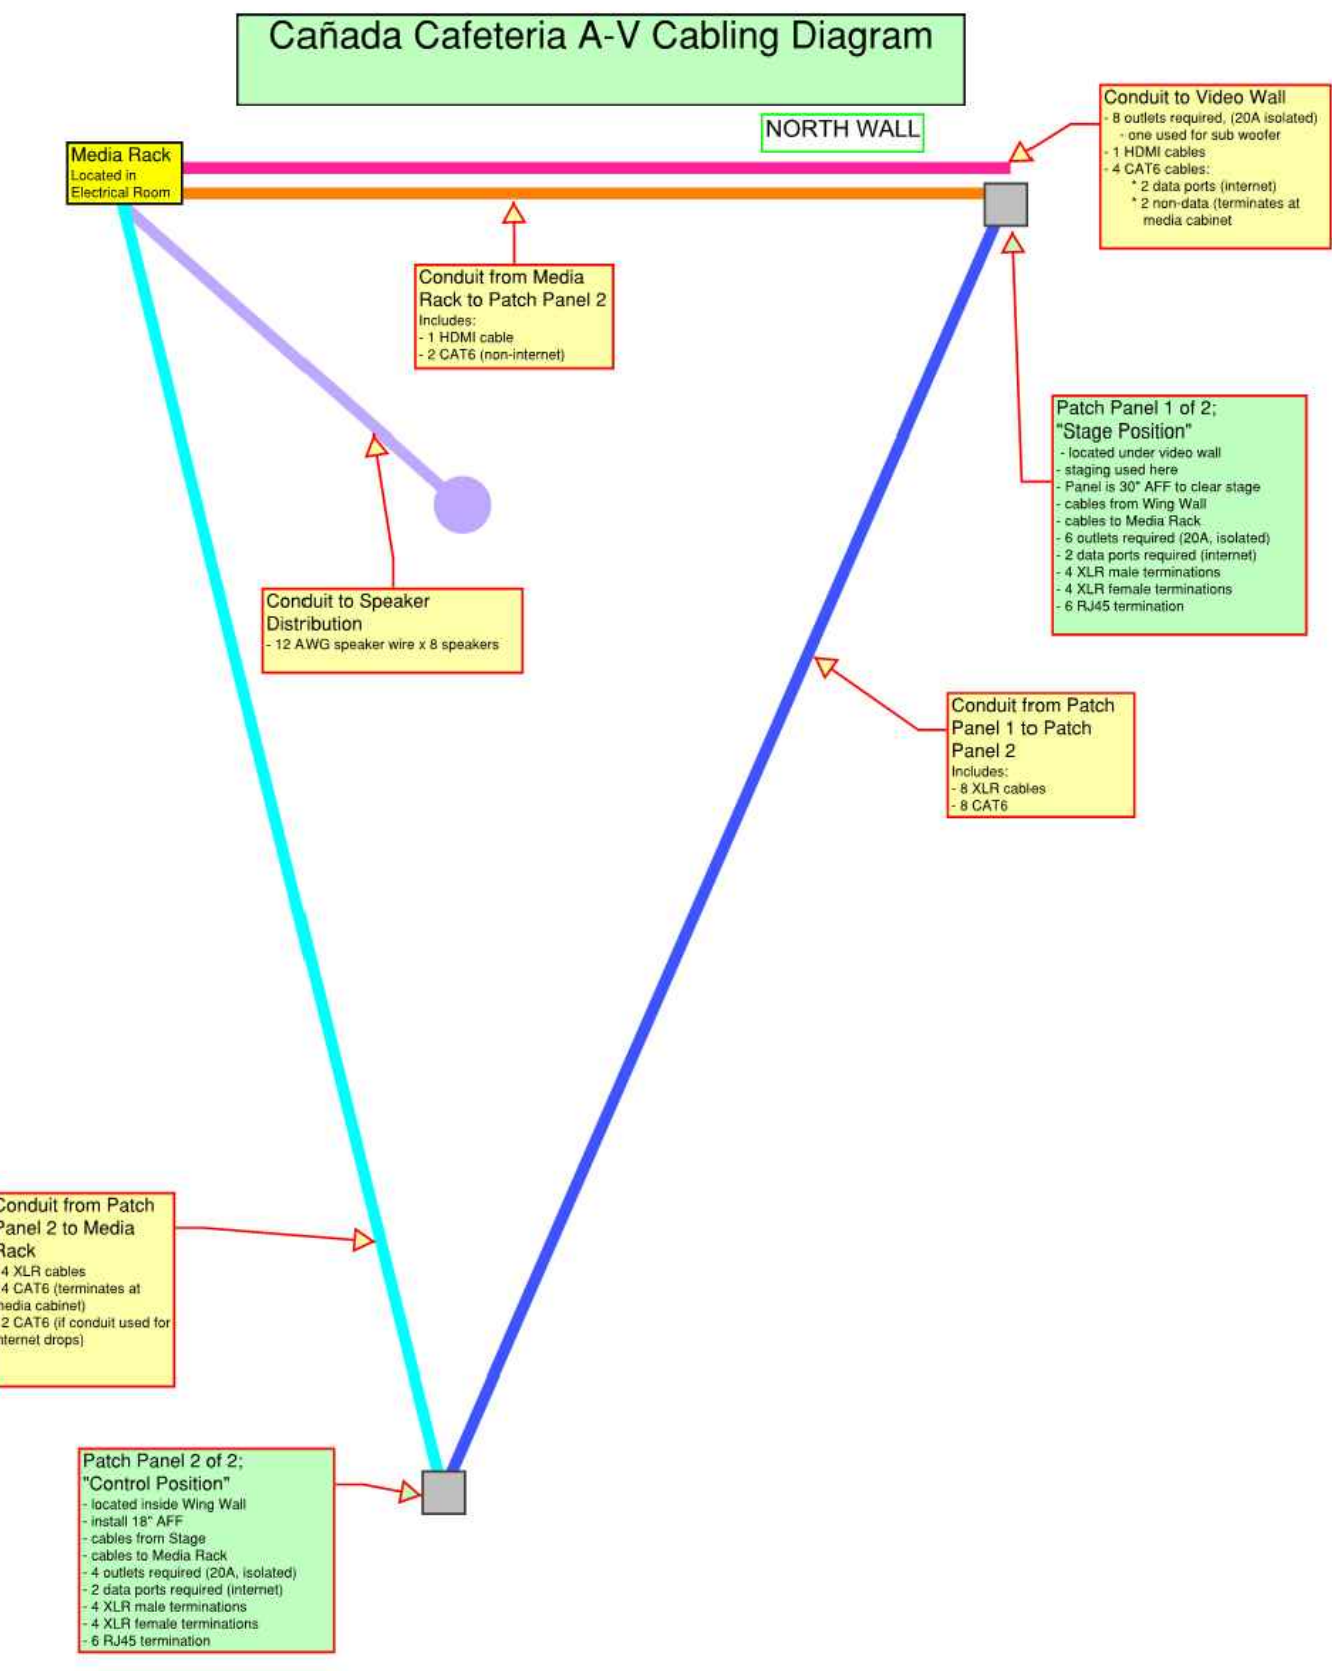 Cañada Cafeteria A-V Cabling Diagram
NORTH WALL
Conduit to Video Wall
- 8 outlets required, (20A isolated)
- one used for sub woofer
- 1 HDMI cables
- 4 CAT6 cables:
* 2 data ports (internet)
* 2 non-data (terminates at
media cabinet
Media Rack
Located in
Electrical Room
Conduit from Media
Rack to Patch Panel 2
Includes:
- 1 HDMI cable
- 2 CAT6 (non-internet)
Patch Panel 1 of 2;
"Stage Position"
- located under video wall
- staging used here
- Panel is 30" AFF to clear stage
- cables from Wing Wall
- cables to Media Rack
- 6 outlets required (20A, isolated)
- 2 data ports required (internet)
- 4 XLR male terminations
- 4 XLR female terminations
- 6 RJ45 termination
Conduit to Speaker
Distribution
- 12 AWG speaker wire x 8 speakers
Conduit from Patch
Panel 1 to Patch
Panel 2
Includes:
- 8 XLR cables
- 8 CAT6
Conduit from Patch
Panel 2 to Media
Rack
4 XLR cables
4 CAT6 (terminates at
media cabinet)
2 CAT6 (if conduit used for
internet drops)
Patch Panel 2 of 2;
"Control Position"
- located inside Wing Wall
- install 18" AFF
- cables from Stage
- cables to Media Rack
- 4 outlets required (20A, isolated)
- 2 data ports required (internet)
- 4 XLR male terminations
- 4 XLR female terminations
- 6 RJ45 termination